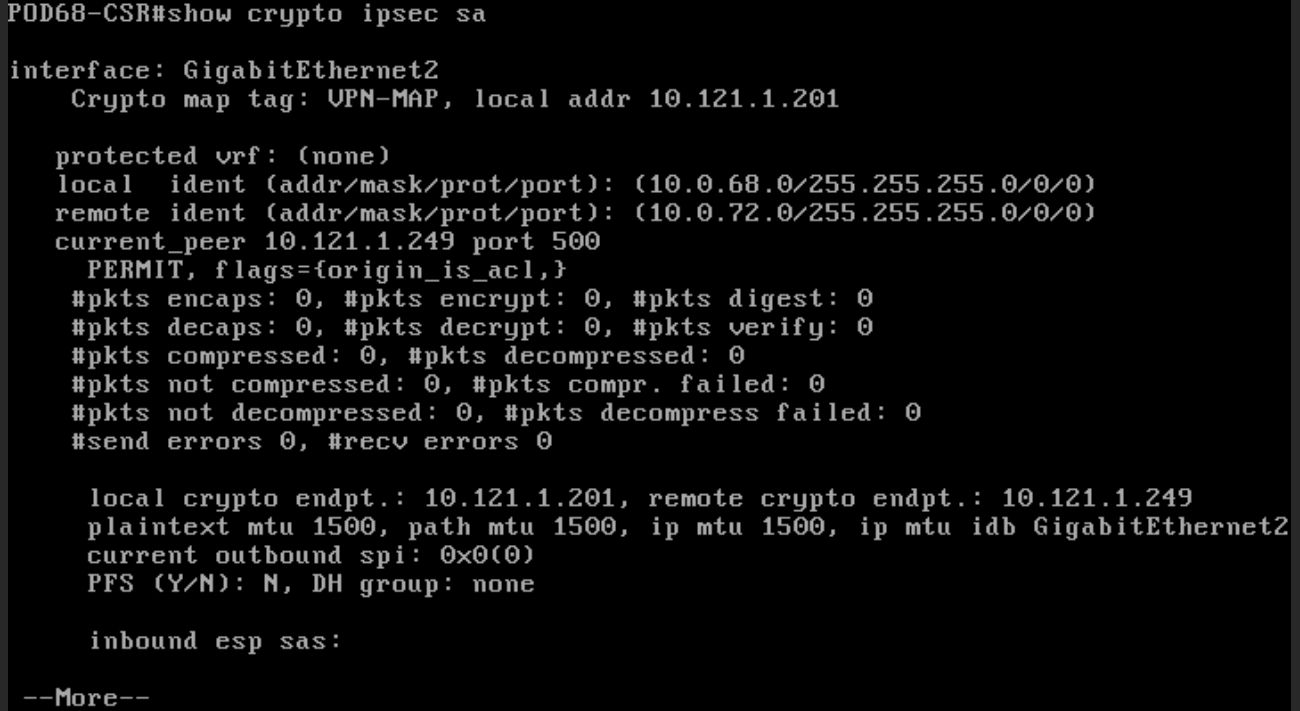 POD68-CSR#show crypto ipsec sa
interface: GigabitEthernet2
Crypto map tag: VPN-MAP, local addr 10.121.1.201
protected vrf: (none)
local  ident (addr/mask/prot/port): (10.0.68.0/255.255.255.0/0/0)
remote ident (addr/mask/prot/port): (10.0.72.0/255.255.255.0/0/0)
current_peer 10.121.1.249 port 500
PERMIT, flags={origin_is_acl,}
#pkts encaps: 0, #pkts encrypt: 0, #pkts digest: 0
#pkts decaps: 0, #pkts decrypt: 0, #pkts verify: 0
#pkts compressed: 0, #pkts decompressed: 0
#pkts not compressed: 0, #pkts compr. failed: 0
#pkts not decompressed: 0, #pkts decompress failed: 0
#send errors 0, #recv errors 0
local crypto endpt.: 10.121.1.201, remote crypto endpt.: 10.121.1.249
plaintext mtu 1500, path mtu 1500, ip mtu 1500, ip mtu idb GigabitEthernet2
current outbound spi: 0x0(0)
PFS (Y/N): N, DH group: none
inbound esp sas:
--More--